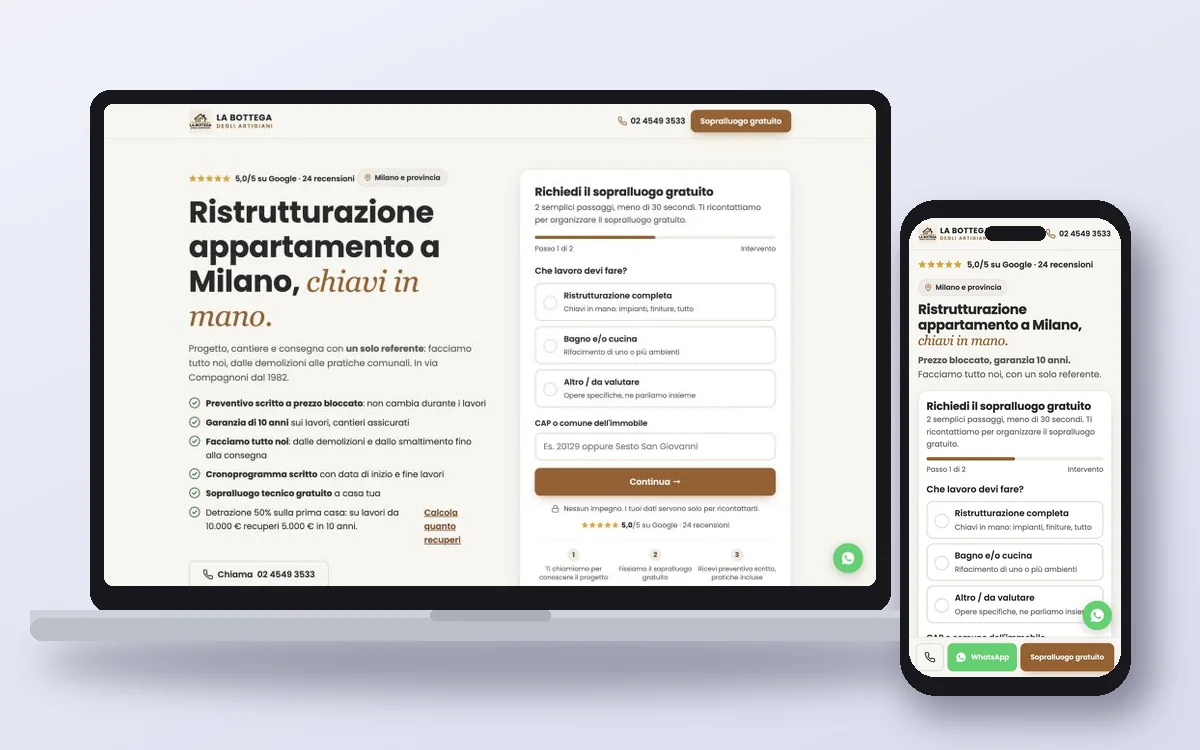 LA BOTTEGA
DEGLI ARTIGIANI
02 4549 3533
Sopralluogo gratuito
5,0/5 su Google · 24 recensioni
Milano e provincia
Ristrutturazione
appartamento a
Milano, chiavi in
mano.
Progetto, cantiere e consegna con un solo referente: facciamo
tutto noi, dalle demolizioni alle pratiche comunali. In via
Compagnoni dal 1982.
Preventivo scritto a prezzo bloccato: non cambia durante i lavori
Garanzia di 10 anni sui lavori, cantieri assicurati
Facciamo tutto noi: dalle demolizioni e dallo smaltimento fino
alla consegna
Cronoprogramma scritto con data di inizio e fine lavori
Sopralluogo tecnico gratuito a casa tua
Detrazione 50% sulla prima casa: su lavori da
10.000 € recuperi 5.000 € in 10 anni.
Calcola
quanto
recuperi
Chiama 02 4549 3533
Richiedi il sopralluogo gratuito
2 semplici passaggi, meno di 30 secondi. Ti ricontattiamo
per organizzare il sopralluogo gratuito.
Passo 1 di 2
Intervento
Che lavoro devi fare?
Ristrutturazione completa
Chiavi in mano: impianti, finiture, tutto
Bagno e/o cucina
Rifacimento di uno o più ambienti
Altro / da valutare
Opere specifiche, ne parliamo insieme
CAP o comune dell'immobile
Es. 20129 oppure Sesto San Giovanni
Continua →
Nessun impegno. I tuoi dati servono solo per ricontattarti.
5,0/5 su Google · 24 recensioni
1
2
3
Ti chiamiamo per
conoscere il progetto
Fissiamo il sopralluogo
gratuito
Ricevi preventivo scritto,
pratiche incluse
LA BOTTEGA
DEGLI ARTIGIAN
02 4549 3533
5,0/5 su Google · 24 recensioni
Milano e provincia
Ristrutturazione
appartamento a Milano,
chiavi in mano.
Prezzo bloccato, garanzia 10 anni.
Facciamo tutto noi, con un solo referente.
Richiedi il sopralluogo gratuito
2 semplici passaggi, meno di 30 secondi. Ti
ricontattiamo per organizzare il sopralluogo
gratuito.
Passo 1 di 2
Intervento
Che lavoro devi fare?
Ristrutturazione completa
Chiavi in mano: impianti, finiture, tutto
Bagno e/o cucina
Rifacimento di uno o più ambienti
Altro / da valutare
Opere specifiche, ne parliamo
CAP o comune dell'immobile
WhatsApp
Sopralluogo gratuito